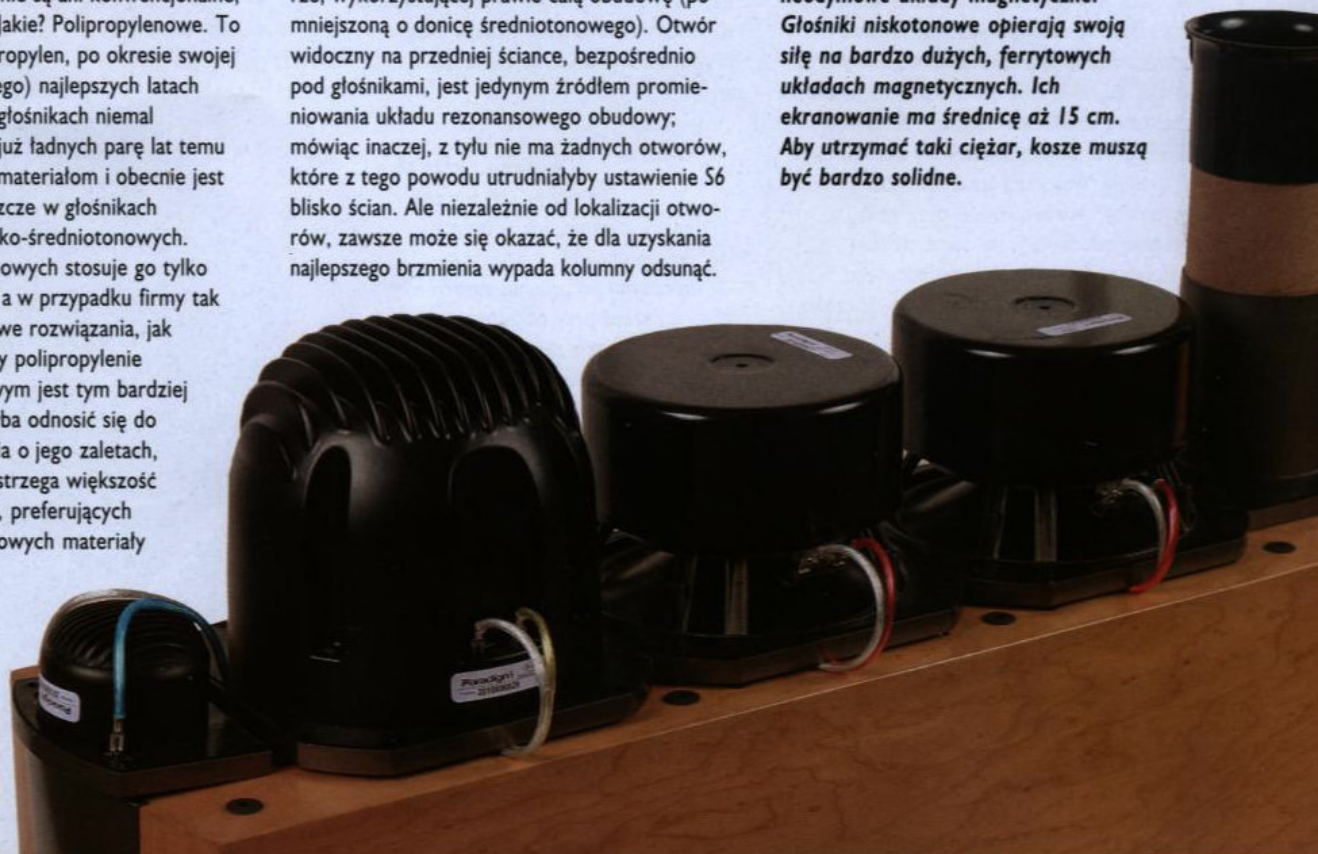 Jakie? Polipropylenowe. To
ropylen, po okresie swojej
ego) najlepszych latach
głośnikach niemal
już ładnych parę lat temu
materiałom i obecnie jest
zcze w głośnikach
ko-średniotonowych.
owych stosuje go tylko
a w przypadku firmy tak
we rozwiązania, jak
y polipropylenie
vym jest tym bardziej
ba odnosić się do
ia o jego zaletach,
strzega większość
, preferujących
owych materiały
mniejszoną o donicę średniotonowego). Otwór
widoczny na przedniej ściance, bezpośrednio
pod głośnikami, jest jedynym źródłem promie-
niowania układu rezonansowego obudowy;
mówiąc inaczej, z tyłu nie ma żadnych otworów,
które z tego powodu utrudniałyby ustawienie S6
blisko ścian. Ale niezależnie od lokalizacji otwo-
rów, zawsze może się okazać, że dla uzyskania
najlepszego brzmienia wypada kolumny odsunąć.
Głośniki niskotonowe opierają swoją
siłę na bardzo dużych, ferrytowych
układach magnetycznych. Ich
ekranowanie ma średnicę aż 15 cm.
Aby utrzymać taki ciężar, kosze muszą
być bardzo solidne.
Paradigm